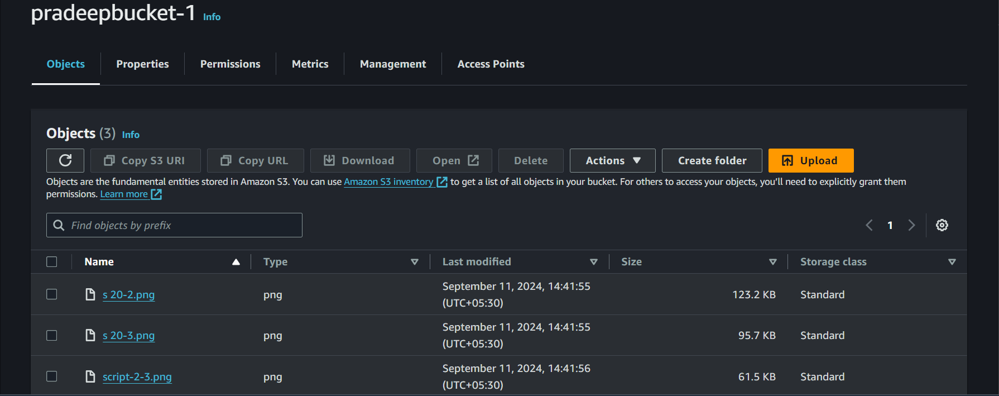 pradeepbucket-1 Info
Objects Properties Permissions Metrics Management Access Points
Objects (3) Info
Copy S3 URI Copy URL Download Open Delete Actions Create folder Upload
Objects are the fundamental entities stored in Amazon S3. You can use Amazon S3 inventory to get a list of all objects in your bucket. For others to access your objects, you’ll need to explicitly grant them
permissions. Learn more
Find objects by prefix 1
Name Type Last modified Size Storage class
s 20-2.png png September 11, 2024, 14:41:55 (UTC+05:30) 123.2 KB Standard
s 20-3.png png September 11, 2024, 14:41:55 (UTC+05:30) 95.7 KB Standard
script-2-3.png png September 11, 2024, 14:41:56 (UTC+05:30) 61.5 KB Standard